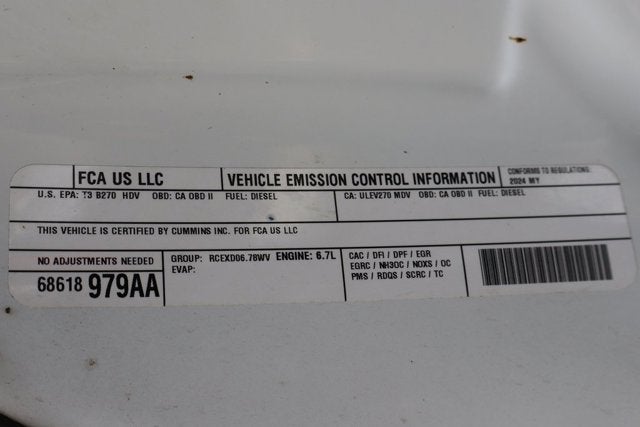 FCA US LLC
VEHICLE EMISSION CONTROL INFORMATION
CONFORMS TO REGULATIONS:
2024 MY
U.S. EPA: T3 B270 HDV OBD: CA OBD II FUEL: DIESEL
CA: ULEV270 MDV OBD: CA OBD II FUEL: DIESEL
THIS VEHICLE IS CERTIFIED BY CUMMINS INC. FOR FCA US LLC
NO ADJUSTMENTS NEEDED
68618 979AA
GROUP: RCEXD06.78WV ENGINE: 6.7L
EVAP:
CAC / DFI / DPF / EGR
EGRC / NH3OC / NOXS / OC
PMS / RDQS / SCRC / TC